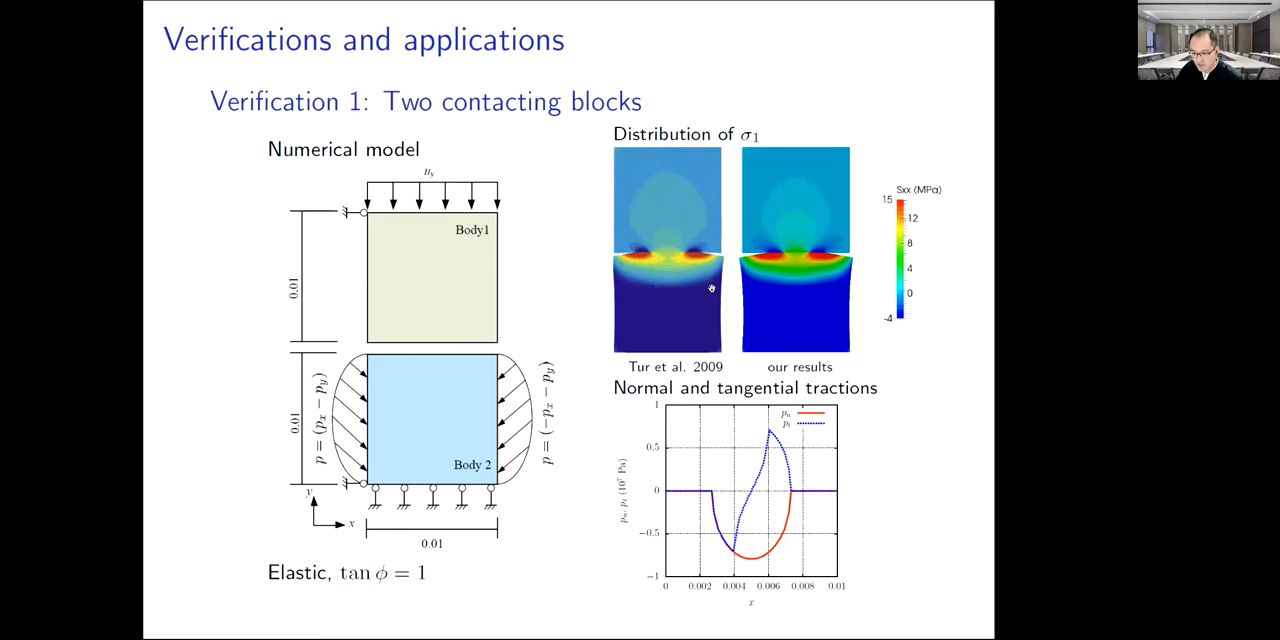 Verifications and applications
Verification 1: Two contacting blocks
Numerical model
u_y
Body1
0.01
p = (p_x − p_y)
0.01
Body 2
p = (−p_x − p_y)
y
x
0.01
Elastic, tan ϕ = 1
Distribution of σ₁
Sxx (MPa)
15
12
8
4
0
-4
Tur et al. 2009
our results
Normal and tangential tractions
p_n
p_t
1
0.5
0
−0.5
−1
p_n, p_t (10⁷ Pa)
0 0.002 0.004 0.006 0.008 0.01
x